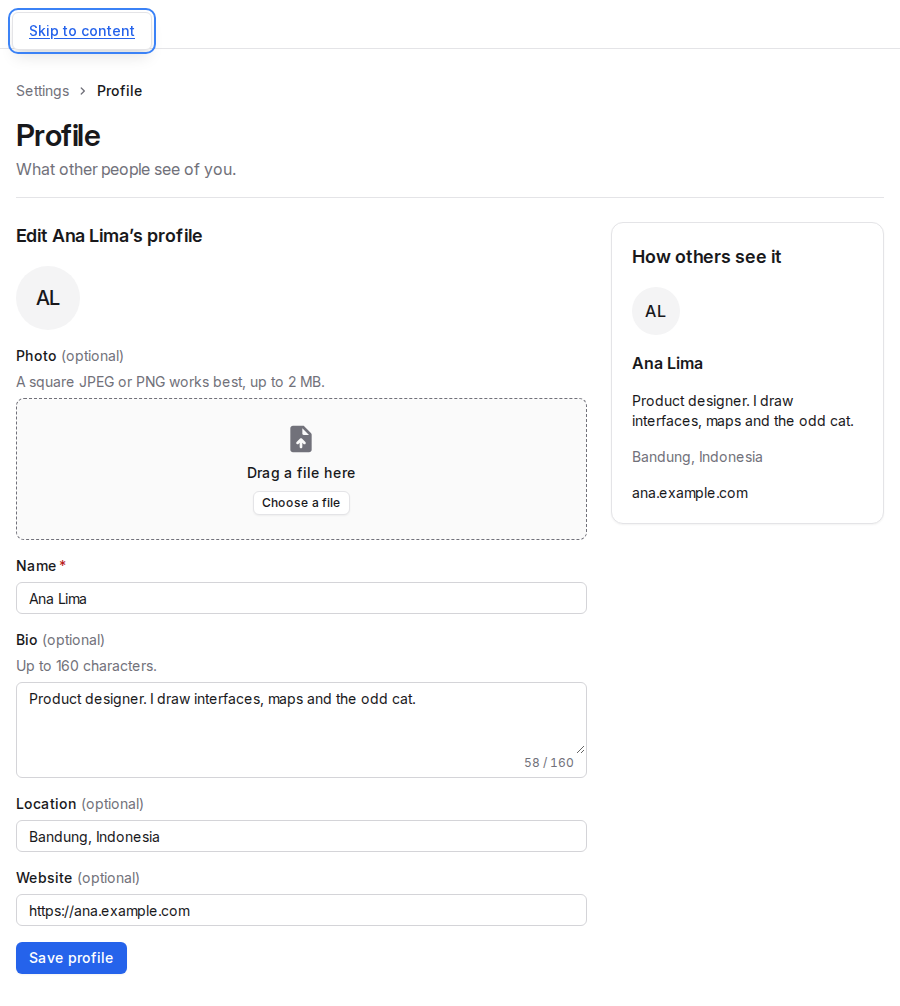 Skip to content
Settings > Profile
Profile
What other people see of you.
Edit Ana Lima’s profile
AL
Photo (optional)
A square JPEG or PNG works best, up to 2 MB.
Drag a file here
Choose a file
Name *
Ana Lima
Bio (optional)
Up to 160 characters.
Product designer. I draw interfaces, maps and the odd cat.
58 / 160
Location (optional)
Bandung, Indonesia
Website (optional)
https://ana.example.com
Save profile
How others see it
AL
Ana Lima
Product designer. I draw
interfaces, maps and the odd cat.
Bandung, Indonesia
ana.example.com